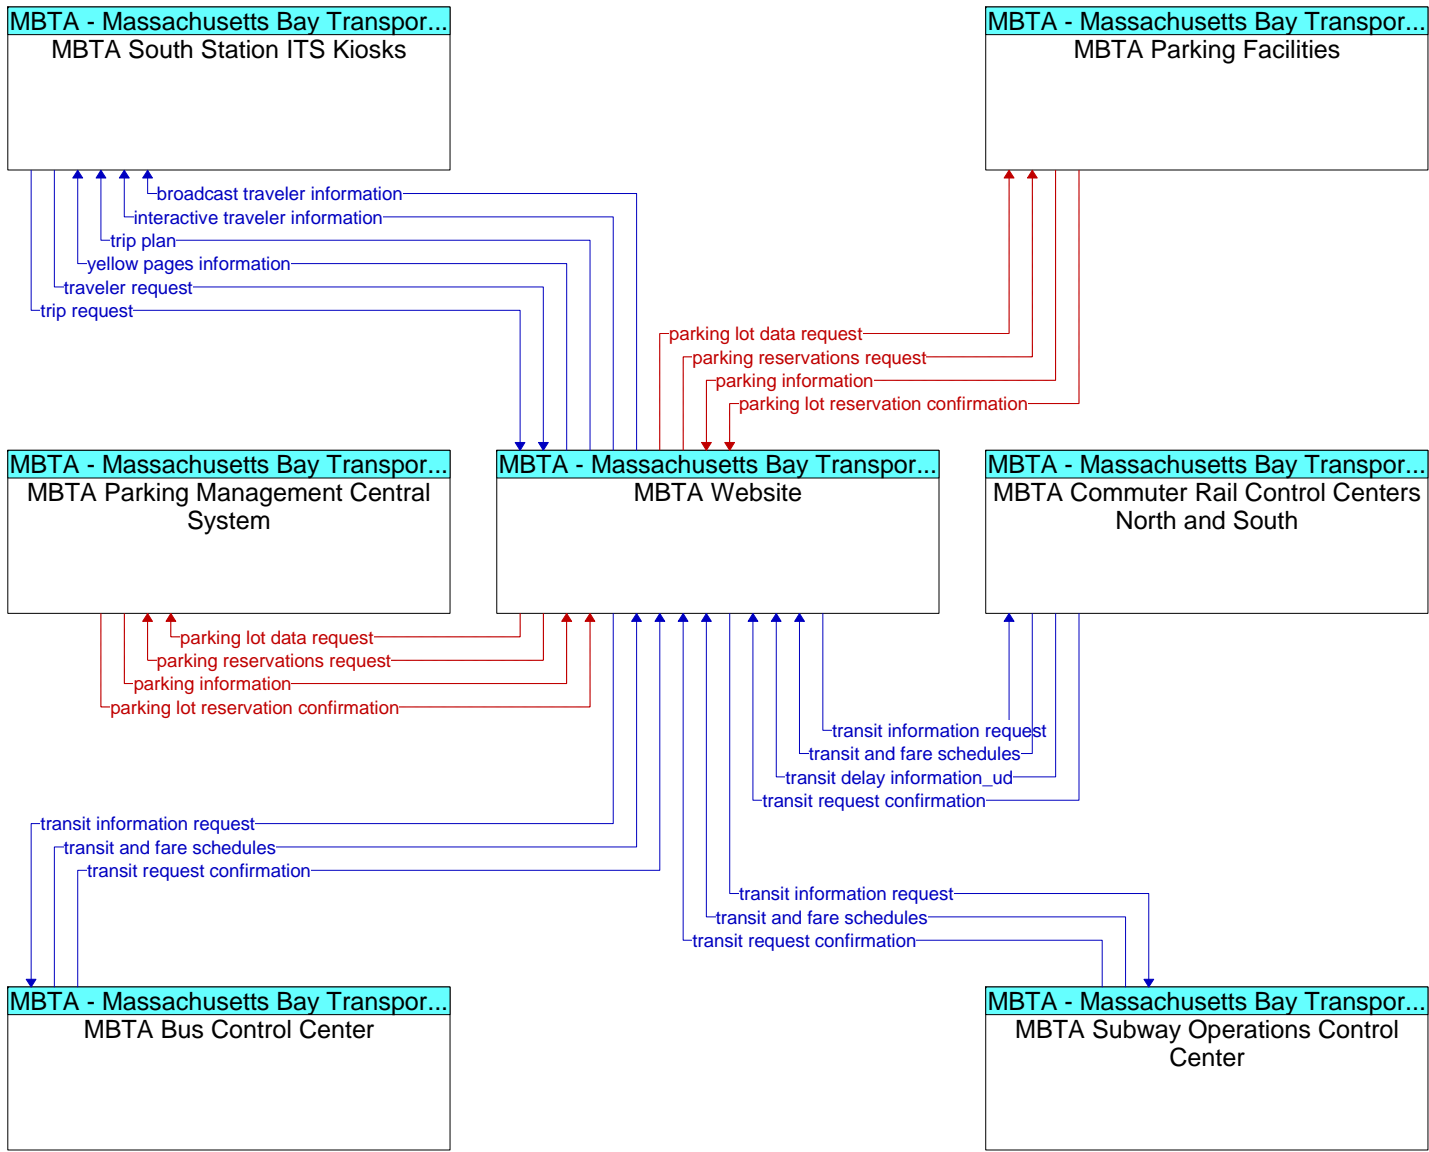 MBTA - Massachusetts Bay Transpor...
MBTA South Station ITS Kiosks
MBTA - Massachusetts Bay Transpor...
MBTA Parking Facilities
broadcast traveler information
interactive traveler information
trip plan
yellow pages information
traveler request
trip request
parking lot data request
parking reservations request
parking information
parking lot reservation confirmation
MBTA - Massachusetts Bay Transpor...
MBTA Parking Management Central
System
MBTA - Massachusetts Bay Transpor...
MBTA Website
MBTA - Massachusetts Bay Transpor...
MBTA Commuter Rail Control Centers
North and South
parking lot data request
parking reservations request
parking information
parking lot reservation confirmation
transit information request
transit and fare schedules
transit delay information_ud
transit request confirmation
transit information request
transit and fare schedules
transit request confirmation
transit information request
transit and fare schedules
transit request confirmation
MBTA - Massachusetts Bay Transpor...
MBTA Bus Control Center
MBTA - Massachusetts Bay Transpor...
MBTA Subway Operations Control
Center